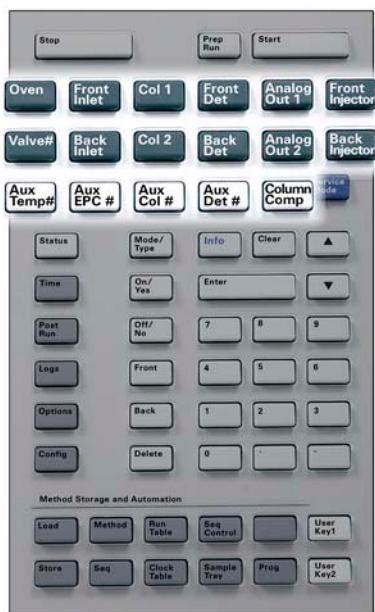 Stop
Prep Run
Start
Oven
Front Inlet
Col 1
Front Det
Analog Out 1
Front Injector
Valve#
Back Inlet
Col 2
Back Det
Analog Out 2
Back Injector
Aux Temp#
Aux EPC #
Aux Col #
Aux Det #
Column Comp
Status
Mode/ Type
Info
Clear
Time
On/ Yes
Enter
Post Run
Off/ No
7
8
9
Logs
Front
4
5
6
Options
Back
1
2
3
Config
Delete
0
.
-
Method Storage and Automation
Load
Method
Run Table
Seq Control
User Key1
Store
Seq
Clock Table
Sample Tray
Prog
User Key2